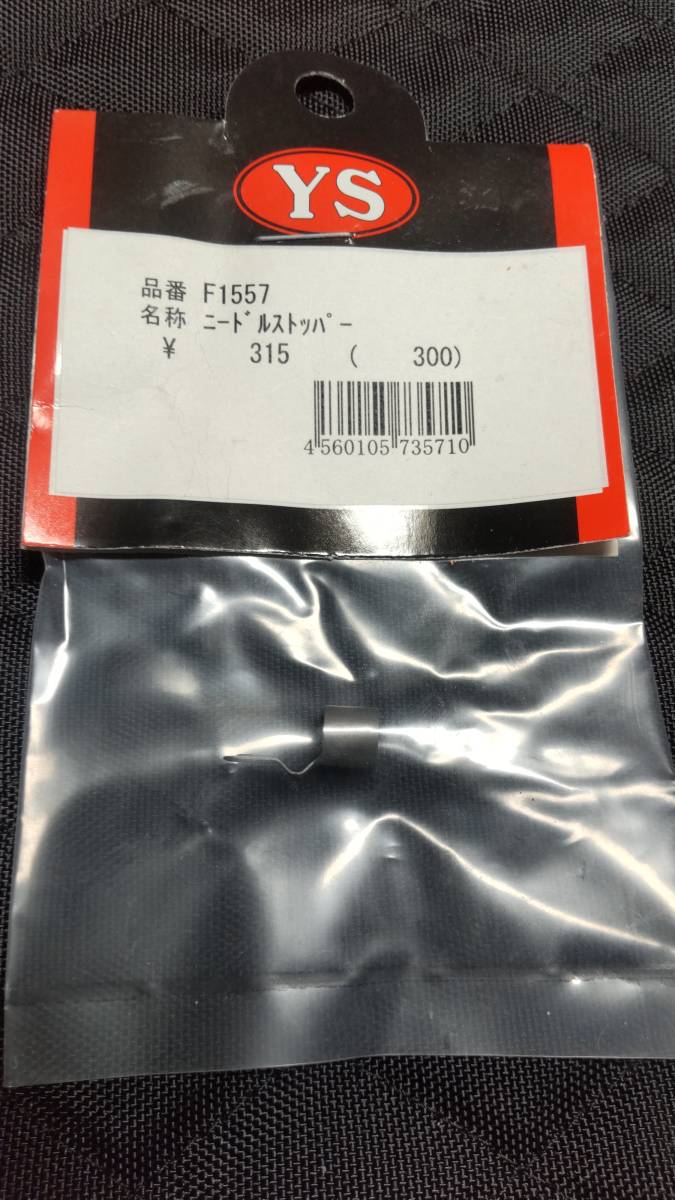 YS
品番 F1557
名称 ﾆｰﾄﾞﾙｽﾄｯﾊﾟｰ
¥ 315 ( 300)
4560105735710